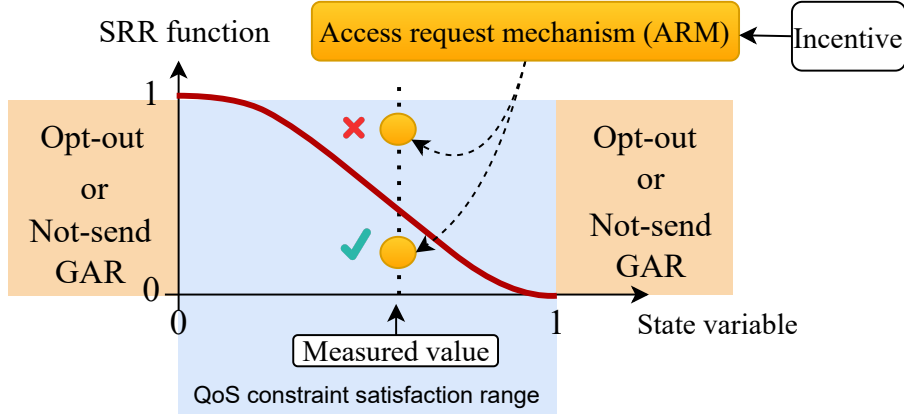 SRR function
Access request mechanism (ARM)
Incentive
1
Opt-out
or
Not-send
GAR
Opt-out
or
Not-send
GAR
0
0
1
State variable
Measured value
QoS constraint satisfaction range